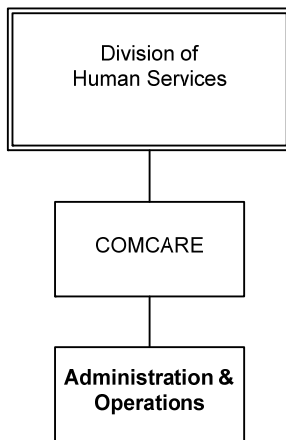 Division of
Human Services
COMCARE
Administration &
Operations